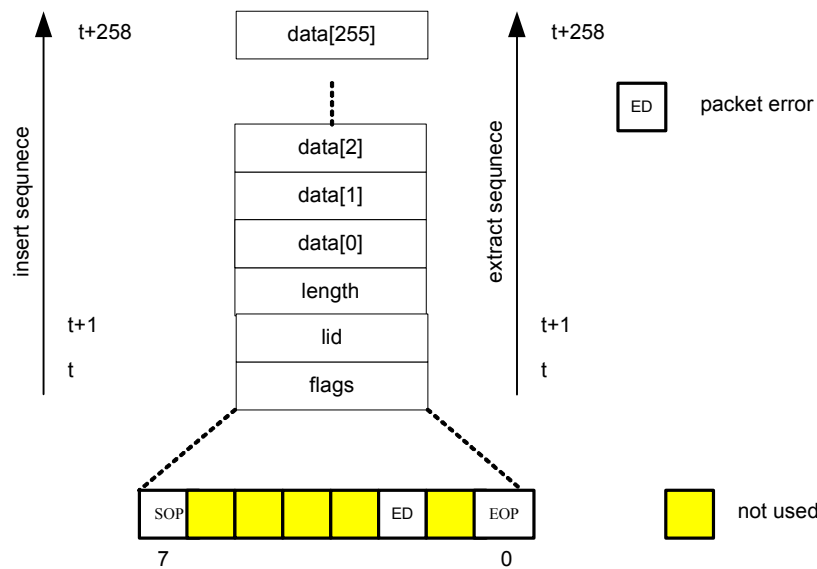 t+258
data[255]
t+258
ED
packet error
data[2]
data[1]
data[0]
length
lid
flags
insert sequnece
extract sequnece
t+1
t+1
t
t
SOP
ED
EOP
not used
7
0